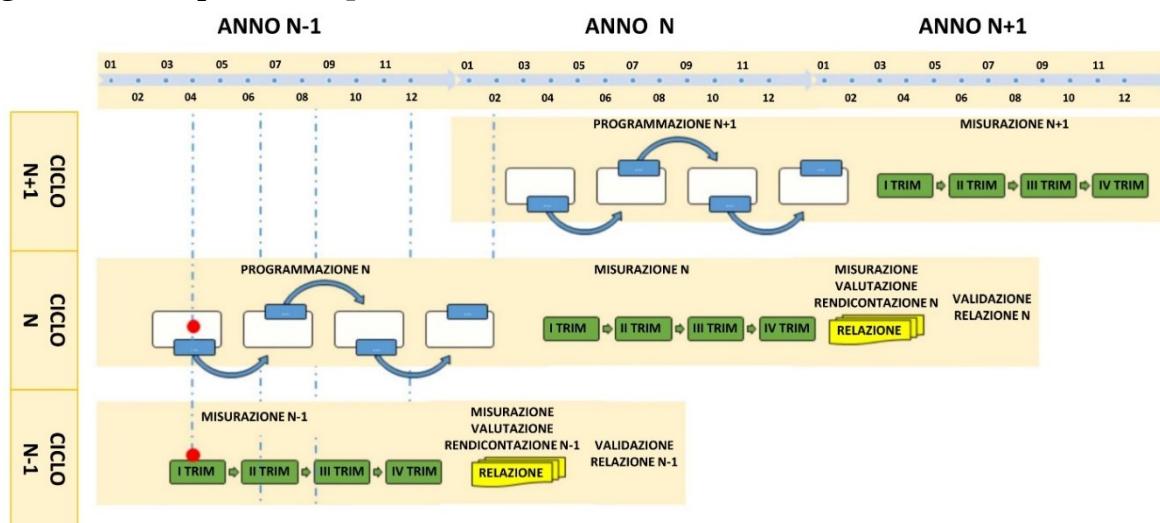 ANNO N-1 ANNO N ANNO N+1
01 03 05 07 09 11 01 03 05 07 09 11 01 03 05 07 09 11
02 04 06 08 10 12 02 04 06 08 10 12 02 04 06 08 10 12
CICLO
N+1
PROGRAMMAZIONE N+1 MISURAZIONE N+1
... ...
I TRIM II TRIM III TRIM IV TRIM
... ...
CICLO
N
PROGRAMMAZIONE N MISURAZIONE N
MISURAZIONE
VALUTAZIONE
RENDICONTAZIONE N
VALIDAZIONE
RELAZIONE N
... ...
I TRIM II TRIM III TRIM IV TRIM RELAZIONE
... ...
CICLO
N-1
MISURAZIONE N-1
MISURAZIONE
VALUTAZIONE
RENDICONTAZIONE N-1
VALIDAZIONE
RELAZIONE N-1
I TRIM II TRIM III TRIM IV TRIM RELAZIONE